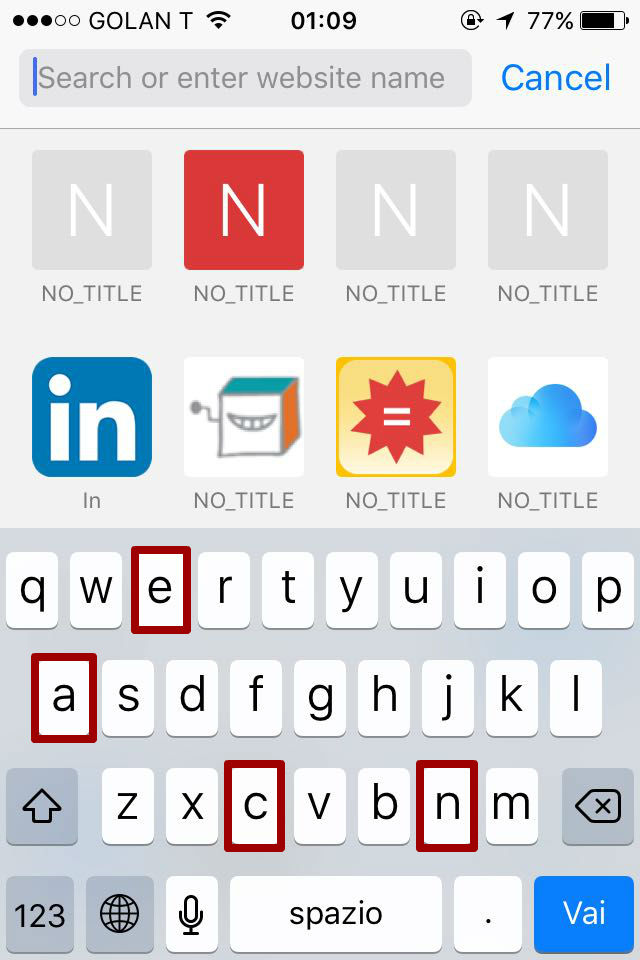 GOLAN T 01:09 77%
Search or enter website name Cancel
N N N N
NO_TITLE NO_TITLE NO_TITLE NO_TITLE
in =
In NO_TITLE NO_TITLE NO_TITLE
q w e r t y u i o p
a s d f g h j k l
z x c v b n m
123 spazio . Vai